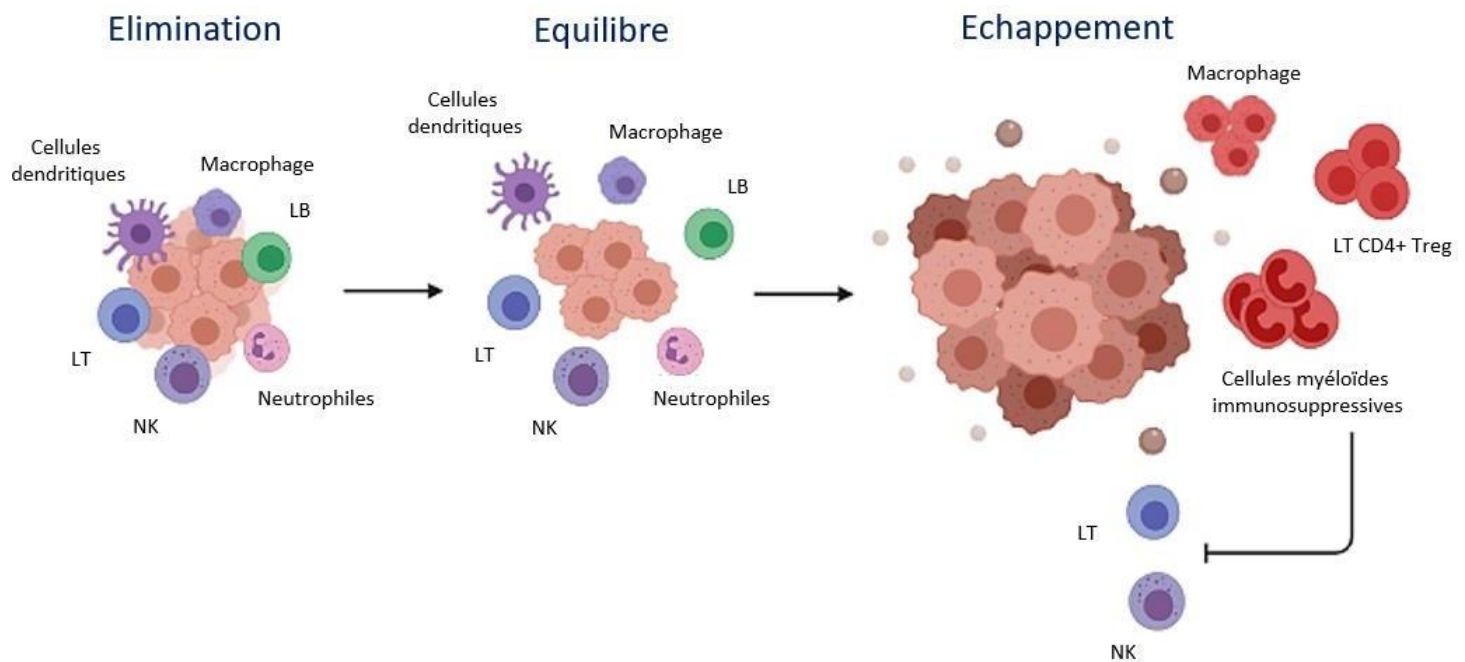 Elimination
Cellules
dendritiques
Macrophage
LB
LT
NK
Neutrophiles
Equilibre
Cellules
dendritiques
Macrophage
LB
LT
NK
Neutrophiles
Echappement
Macrophage
LT CD4+ Treg
Cellules myéloïdes
immunosuppressives
LT
NK